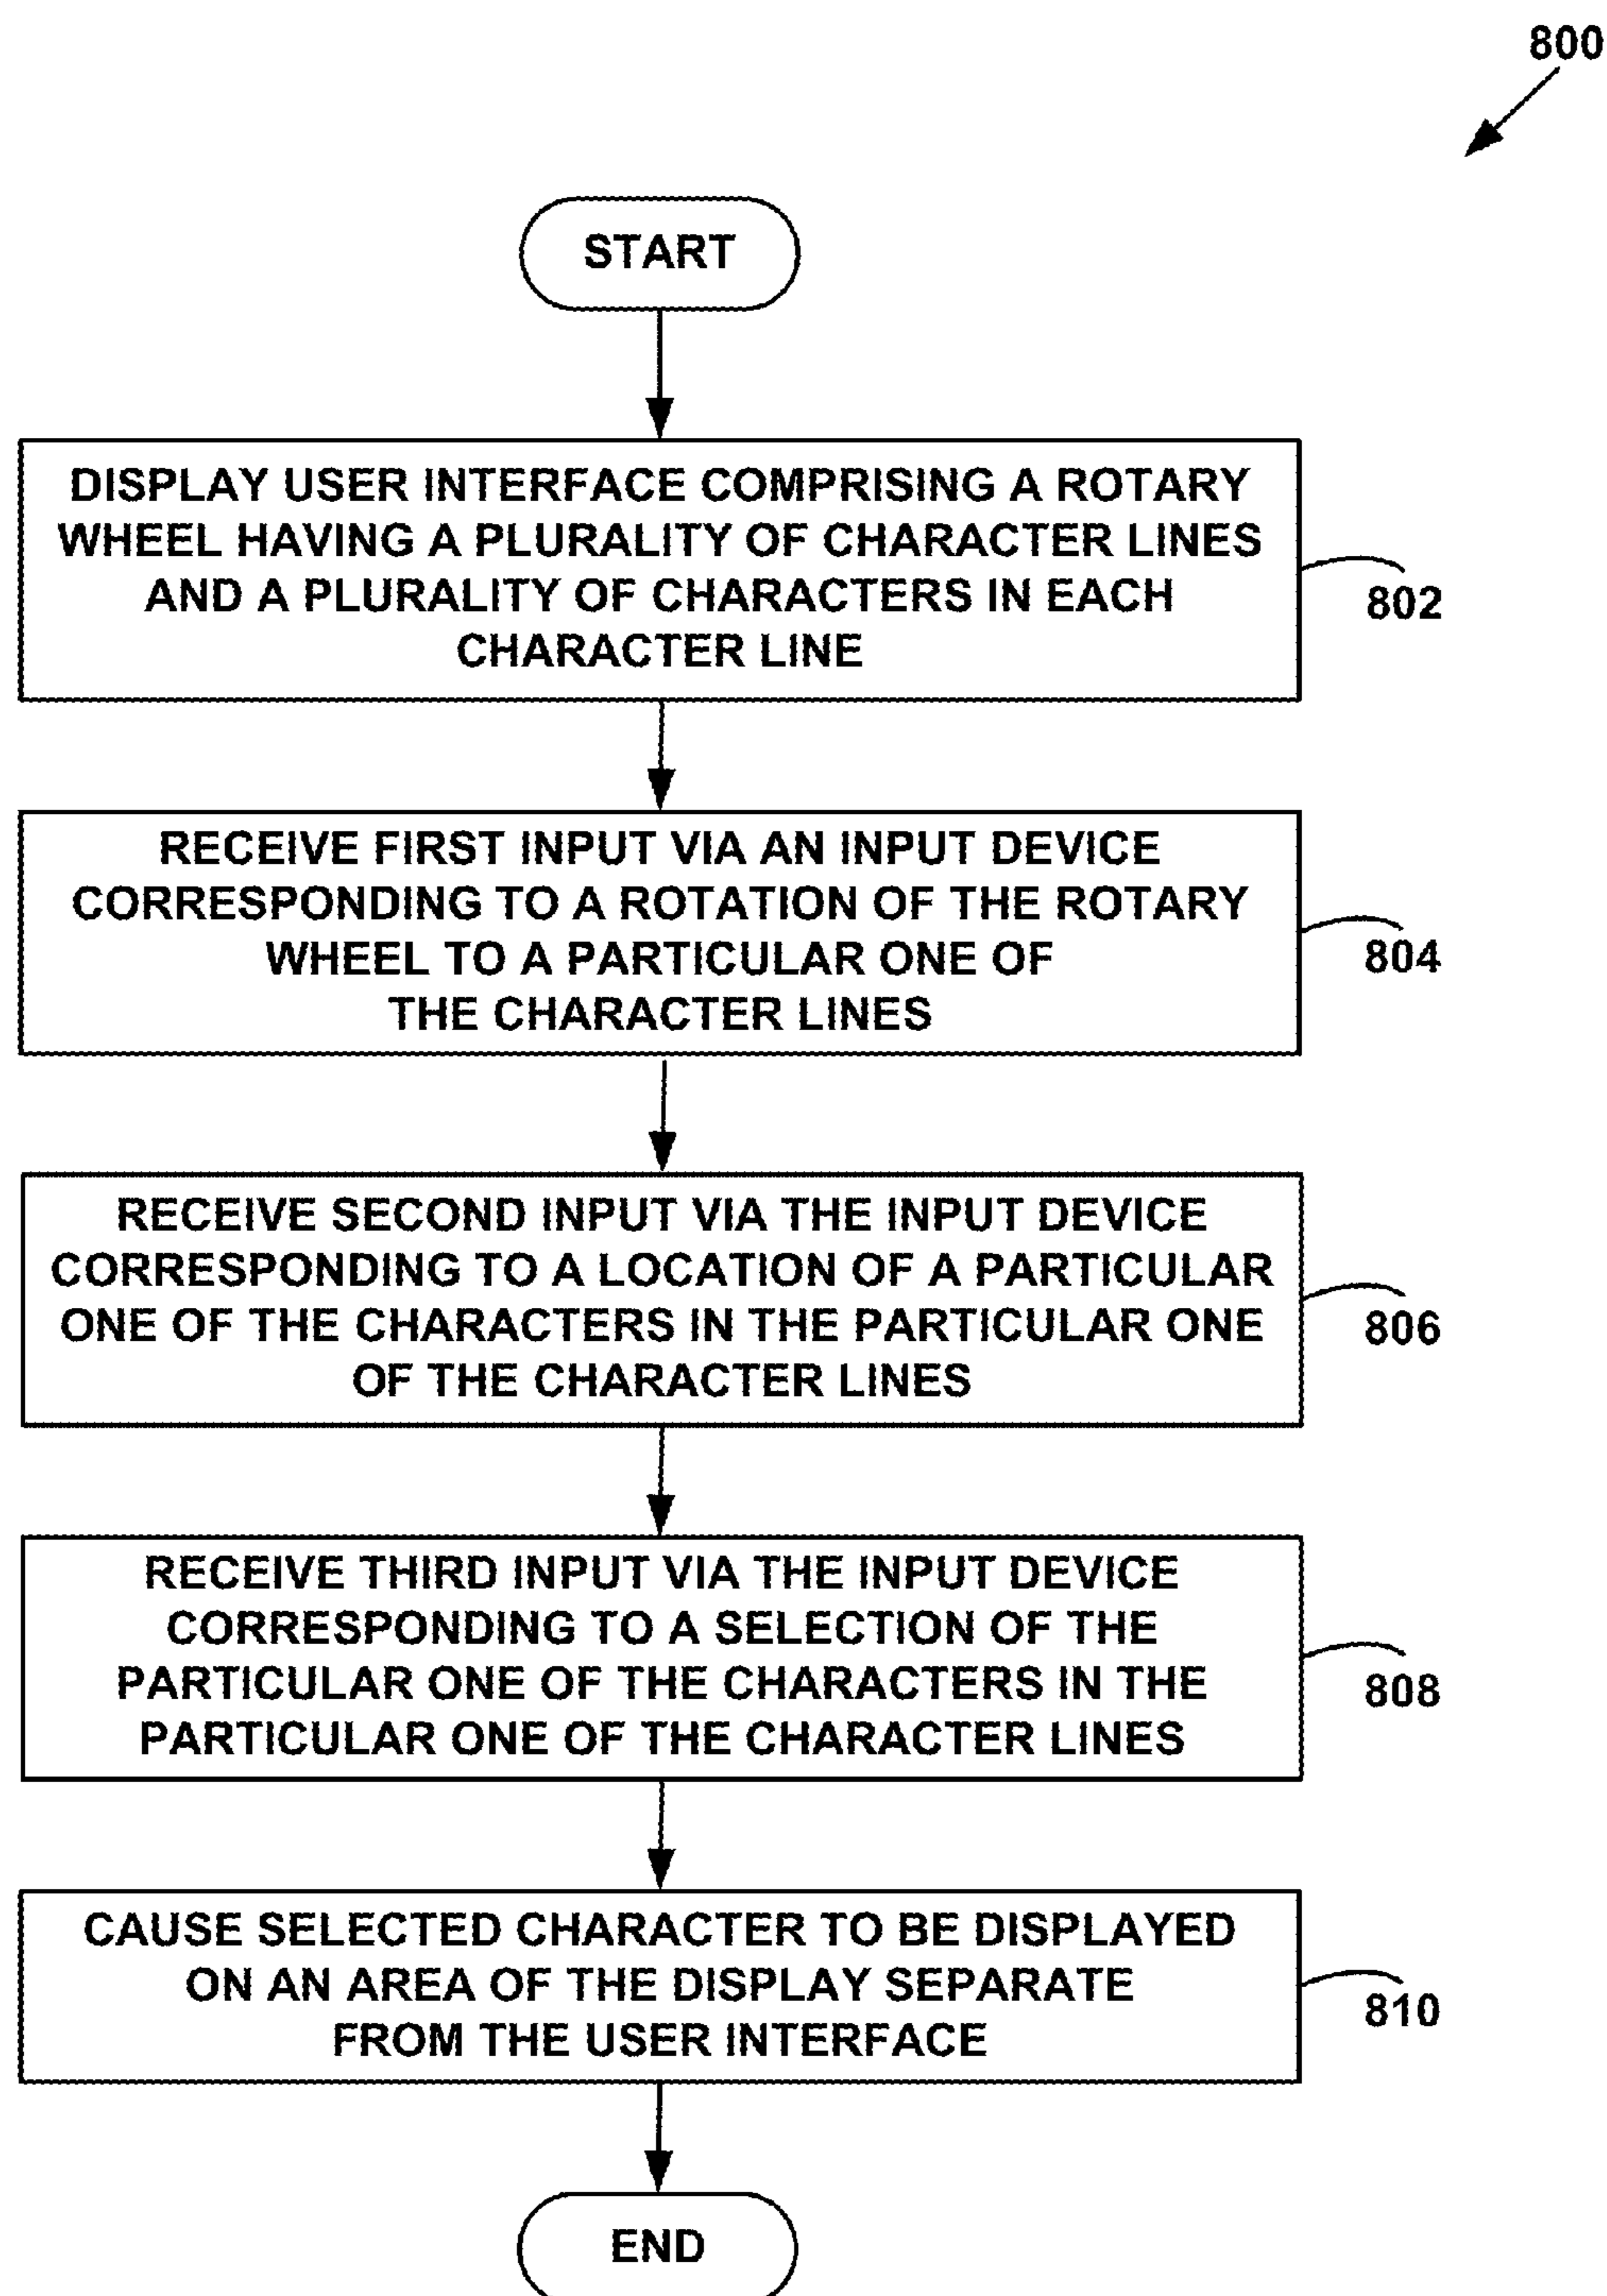 800
START
DISPLAY USER INTERFACE COMPRISING A ROTARY
WHEEL HAVING A PLURALITY OF CHARACTER LINES
AND A PLURALITY OF CHARACTERS IN EACH
CHARACTER LINE
802
RECEIVE FIRST INPUT VIA AN INPUT DEVICE
CORRESPONDING TO A ROTATION OF THE ROTARY
WHEEL TO A PARTICULAR ONE OF
THE CHARACTER LINES
804
RECEIVE SECOND INPUT VIA THE INPUT DEVICE
CORRESPONDING TO A LOCATION OF A PARTICULAR
ONE OF THE CHARACTERS IN THE PARTICULAR ONE
OF THE CHARACTER LINES
806
RECEIVE THIRD INPUT VIA THE INPUT DEVICE
CORRESPONDING TO A SELECTION OF THE
PARTICULAR ONE OF THE CHARACTERS IN THE
PARTICULAR ONE OF THE CHARACTER LINES
808
CAUSE SELECTED CHARACTER TO BE DISPLAYED
ON AN AREA OF THE DISPLAY SEPARATE
FROM THE USER INTERFACE
810
END